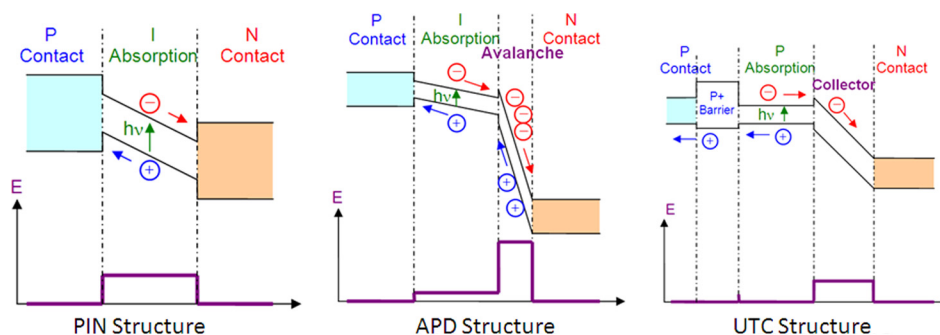 P
Contact
I
Absorption
N
Contact
hν
E
PIN Structure
P
Contact
I
Absorption
Avalanche
N
Contact
hν
E
APD Structure
P
Contact
P+
Barrier
P
Absorption
Collector
N
Contact
hν
E
UTC Structure